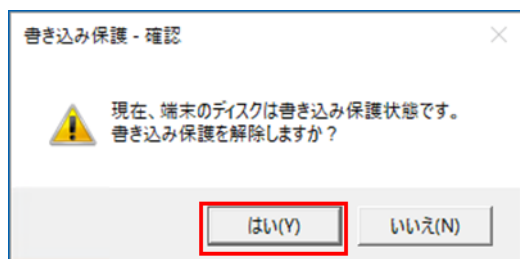 書き込み保護 - 確認
現在、端末のディスクは書き込み保護状態です。
書き込み保護を解除しますか？
はい(Y)
いいえ(N)